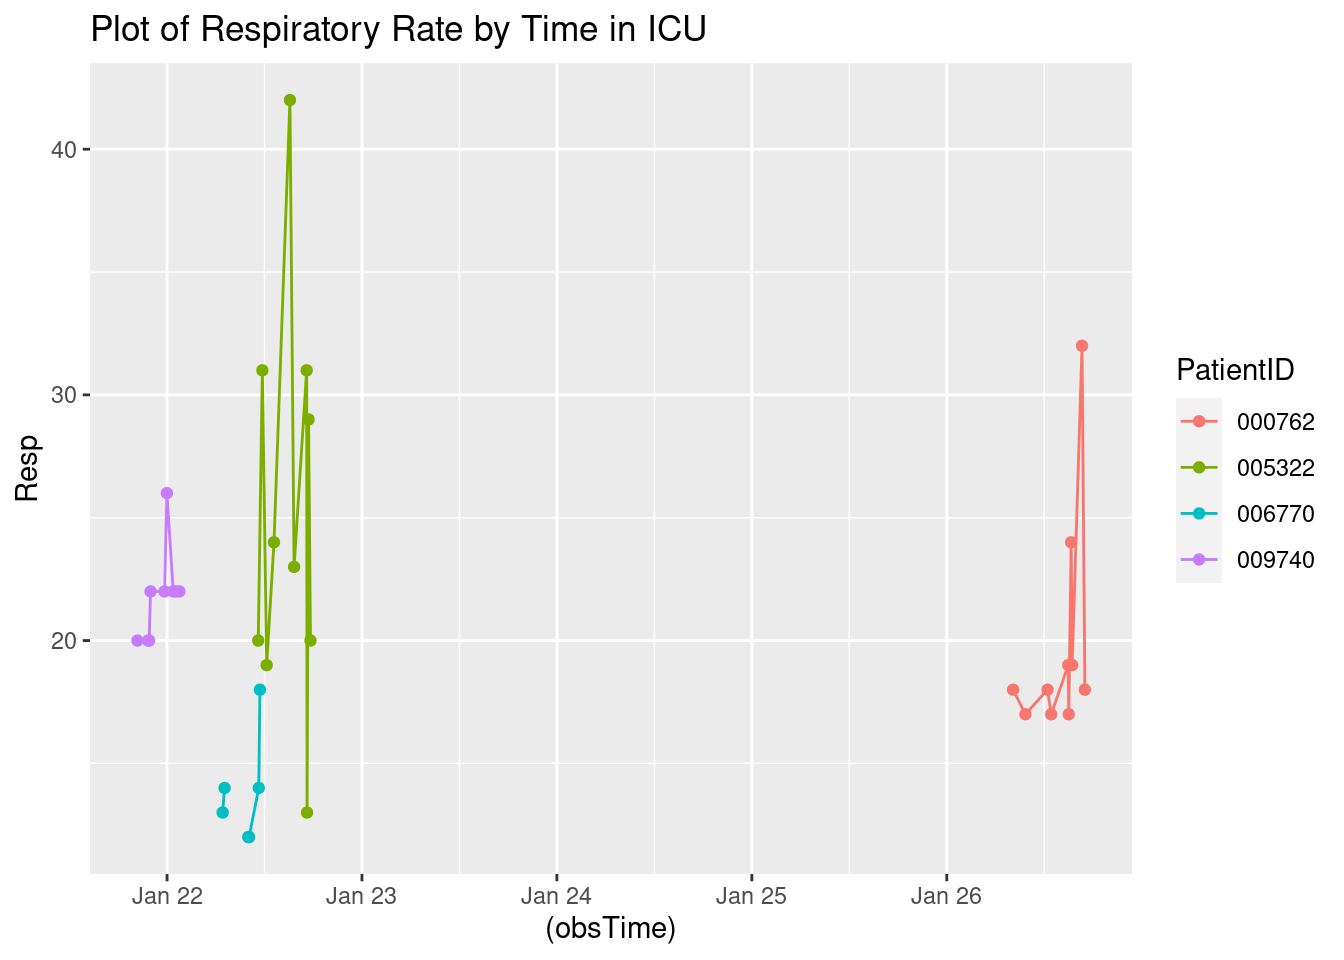 Plot of Respiratory Rate by Time in ICU
40
30
20
Resp
Jan 22
Jan 23
Jan 24
Jan 25
Jan 26
(obsTime)
PatientID
000762
005322
006770
009740